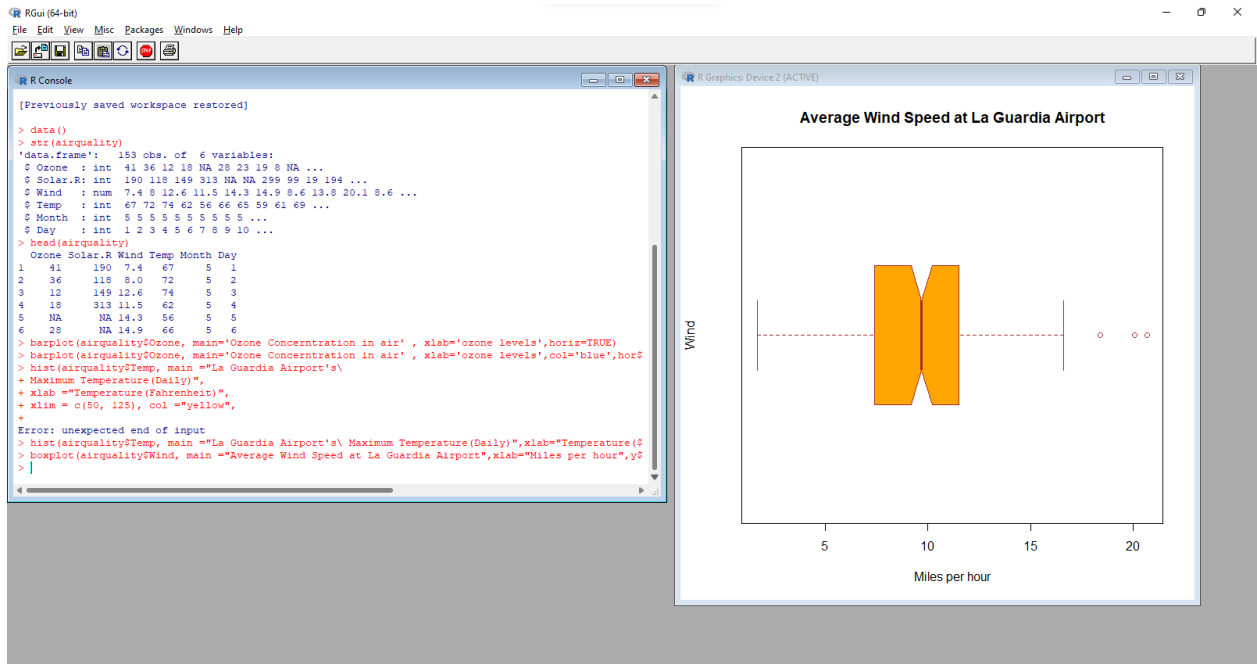 RGui (64-bit)
File Edit View Misc Packages Windows Help
STOP
R Console
[Previously saved workspace restored]
> data()
> str(airquality)
'data.frame':   153 obs. of  6 variables:
 $ Ozone  : int  41 36 12 18 NA 28 23 19 8 NA ...
 $ Solar.R: int  190 118 149 313 NA NA 299 99 19 194 ...
 $ Wind   : num  7.4 8 12.6 11.5 14.3 14.9 8.6 13.8 20.1 8.6 ...
 $ Temp   : int  67 72 74 62 56 66 65 59 61 69 ...
 $ Month  : int  5 5 5 5 5 5 5 5 5 5 ...
 $ Day    : int  1 2 3 4 5 6 7 8 9 10 ...
> head(airquality)
  Ozone Solar.R Wind Temp Month Day
1    41     190  7.4   67     5   1
2    36     118  8.0   72     5   2
3    12     149 12.6   74     5   3
4    18     313 11.5   62     5   4
5    NA      NA 14.3   56     5   5
6    28      NA 14.9   66     5   6
> barplot(airquality$Ozone, main='Ozone Concerntration in air' , xlab='ozone levels',horiz=TRUE)
> barplot(airquality$Ozone, main='Ozone Concerntration in air' , xlab='ozone levels',col='blue',hor$
> hist(airquality$Temp, main ="La Guardia Airport's\
+ Maximum Temperature(Daily)",
+ xlab ="Temperature(Fahrenheit)",
+ xlim = c(50, 125), col ="yellow",
+
Error: unexpected end of input
> hist(airquality$Temp, main ="La Guardia Airport's\ Maximum Temperature(Daily)",xlab="Temperature($
> boxplot(airquality$Wind, main ="Average Wind Speed at La Guardia Airport",xlab="Miles per hour",y$
>
R Graphics: Device 2 (ACTIVE)
Average Wind Speed at La Guardia Airport
Wind
5 10 15 20
Miles per hour